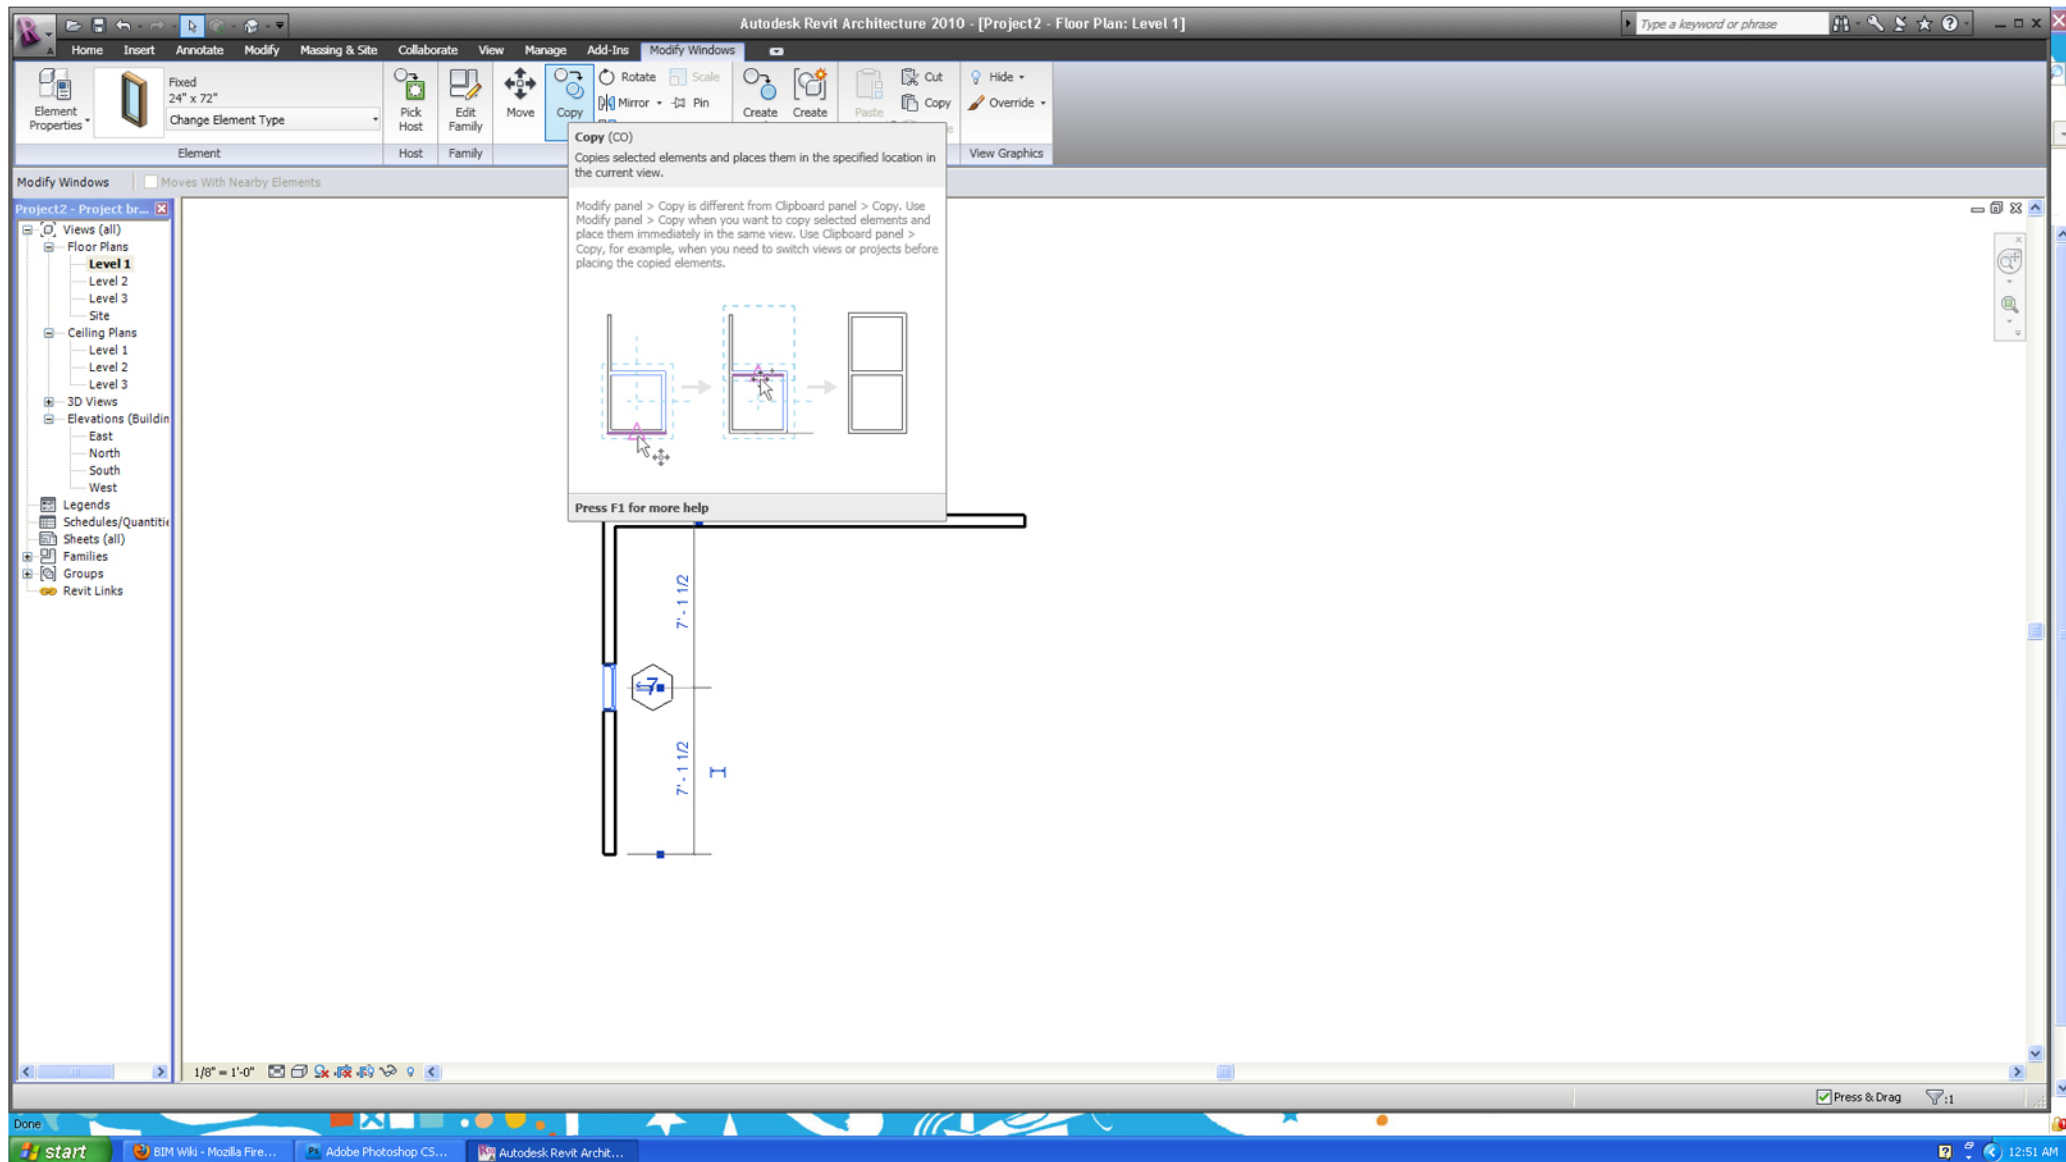 Autodesk Revit Architecture 2010 - [Project2 - Floor Plan: Level 1]
Type a keyword or phrase
Home Insert Annotate Modify Massing & Site Collaborate View Manage Add-Ins Modify Windows
Element
Properties
Fixed
24" x 72"
Change Element Type
Pick
Host
Edit
Family
Move
Copy
Rotate
Scale
Mirror
Pin
Create
Create
Paste
Cut
Copy
Hide
Override
Element
Host
Family
View Graphics
Modify Windows
Moves With Nearby Elements
Copy (CO)
Copies selected elements and places them in the specified location in
the current view.
Modify panel > Copy is different from Clipboard panel > Copy. Use
Modify panel > Copy when you want to copy selected elements and
place them immediately in the same view. Use Clipboard panel >
Copy, for example, when you need to switch views or projects before
placing the copied elements.
Press F1 for more help
Project2 - Project br...
Views (all)
Floor Plans
Level 1
Level 2
Level 3
Site
Ceiling Plans
Level 1
Level 2
Level 3
3D Views
Elevations (Buildin
East
North
South
West
Legends
Schedules/Quantiti
Sheets (all)
Families
Groups
Revit Links
7' - 1 1/2
7
7' - 1 1/2
1/8" = 1'-0"
Press & Drag
:1
Done
start
BIM Wiki - Mozilla Fire...
Ps Adobe Photoshop CS...
Autodesk Revit Archit...
12:51 AM